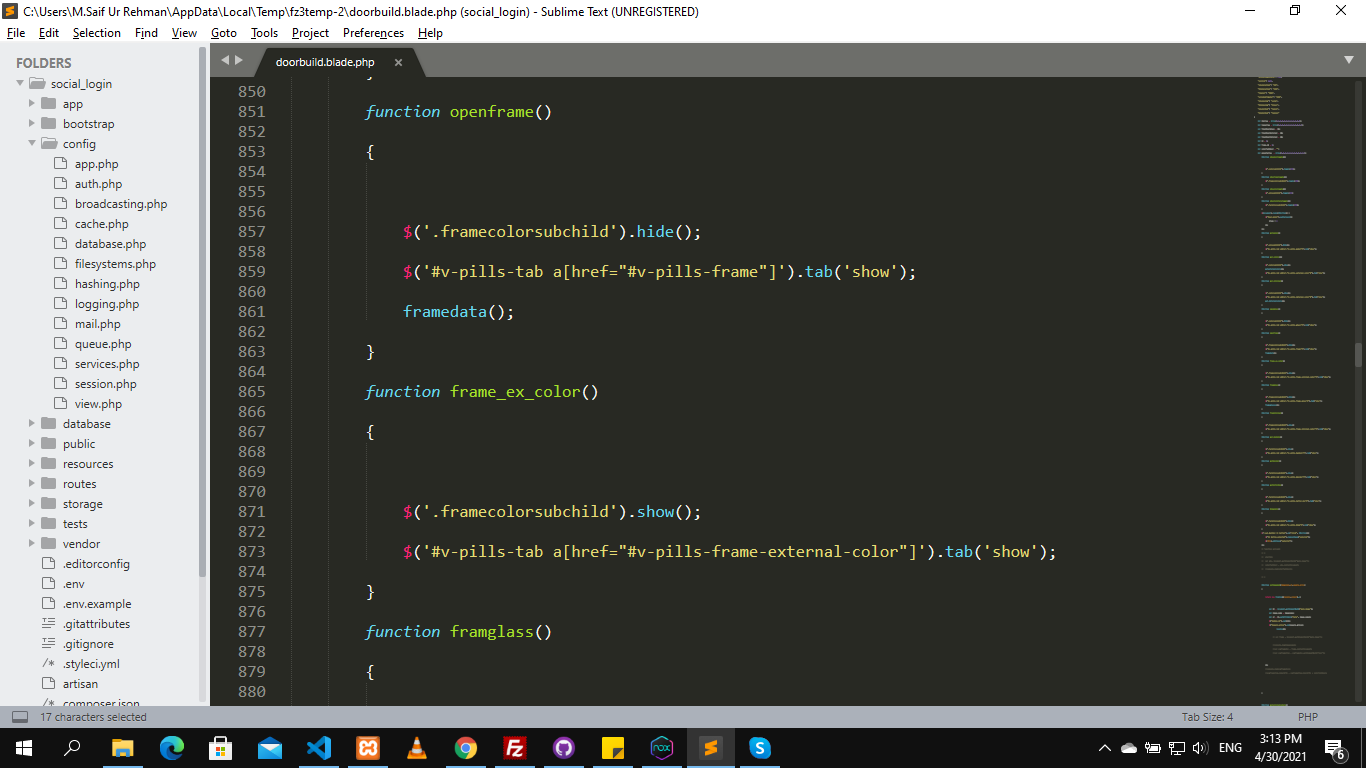 C:\Users\M.Saif Ur Rehman\AppData\Local\Temp\fz3temp-2\doorbuild.blade.php (social_login) - Sublime Text (UNREGISTERED)
File Edit Selection Find View Goto Tools Project Preferences Help
FOLDERS
social_login
app
bootstrap
config
app.php
auth.php
broadcasting.php
cache.php
database.php
filesystems.php
hashing.php
logging.php
mail.php
queue.php
services.php
session.php
view.php
database
public
resources
routes
storage
tests
vendor
.editorconfig
.env
.env.example
.gitattributes
.gitignore
.styleci.yml
artisan
composer.json
doorbuild.blade.php
850
851 function openframe()
852
853 {
854
855
856
857 $('.framecolorsubchild').hide();
858
859 $('#v-pills-tab a[href="#v-pills-frame"]').tab('show');
860
861 framedata();
862
863 }
864
865 function frame_ex_color()
866
867 {
868
869
870
871 $('.framecolorsubchild').show();
872
873 $('#v-pills-tab a[href="#v-pills-frame-external-color"]').tab('show');
874
875 }
876
877 function framglass()
878
879 {
880
17 characters selected
Tab Size: 4 PHP
ENG
3:13 PM
4/30/2021
6